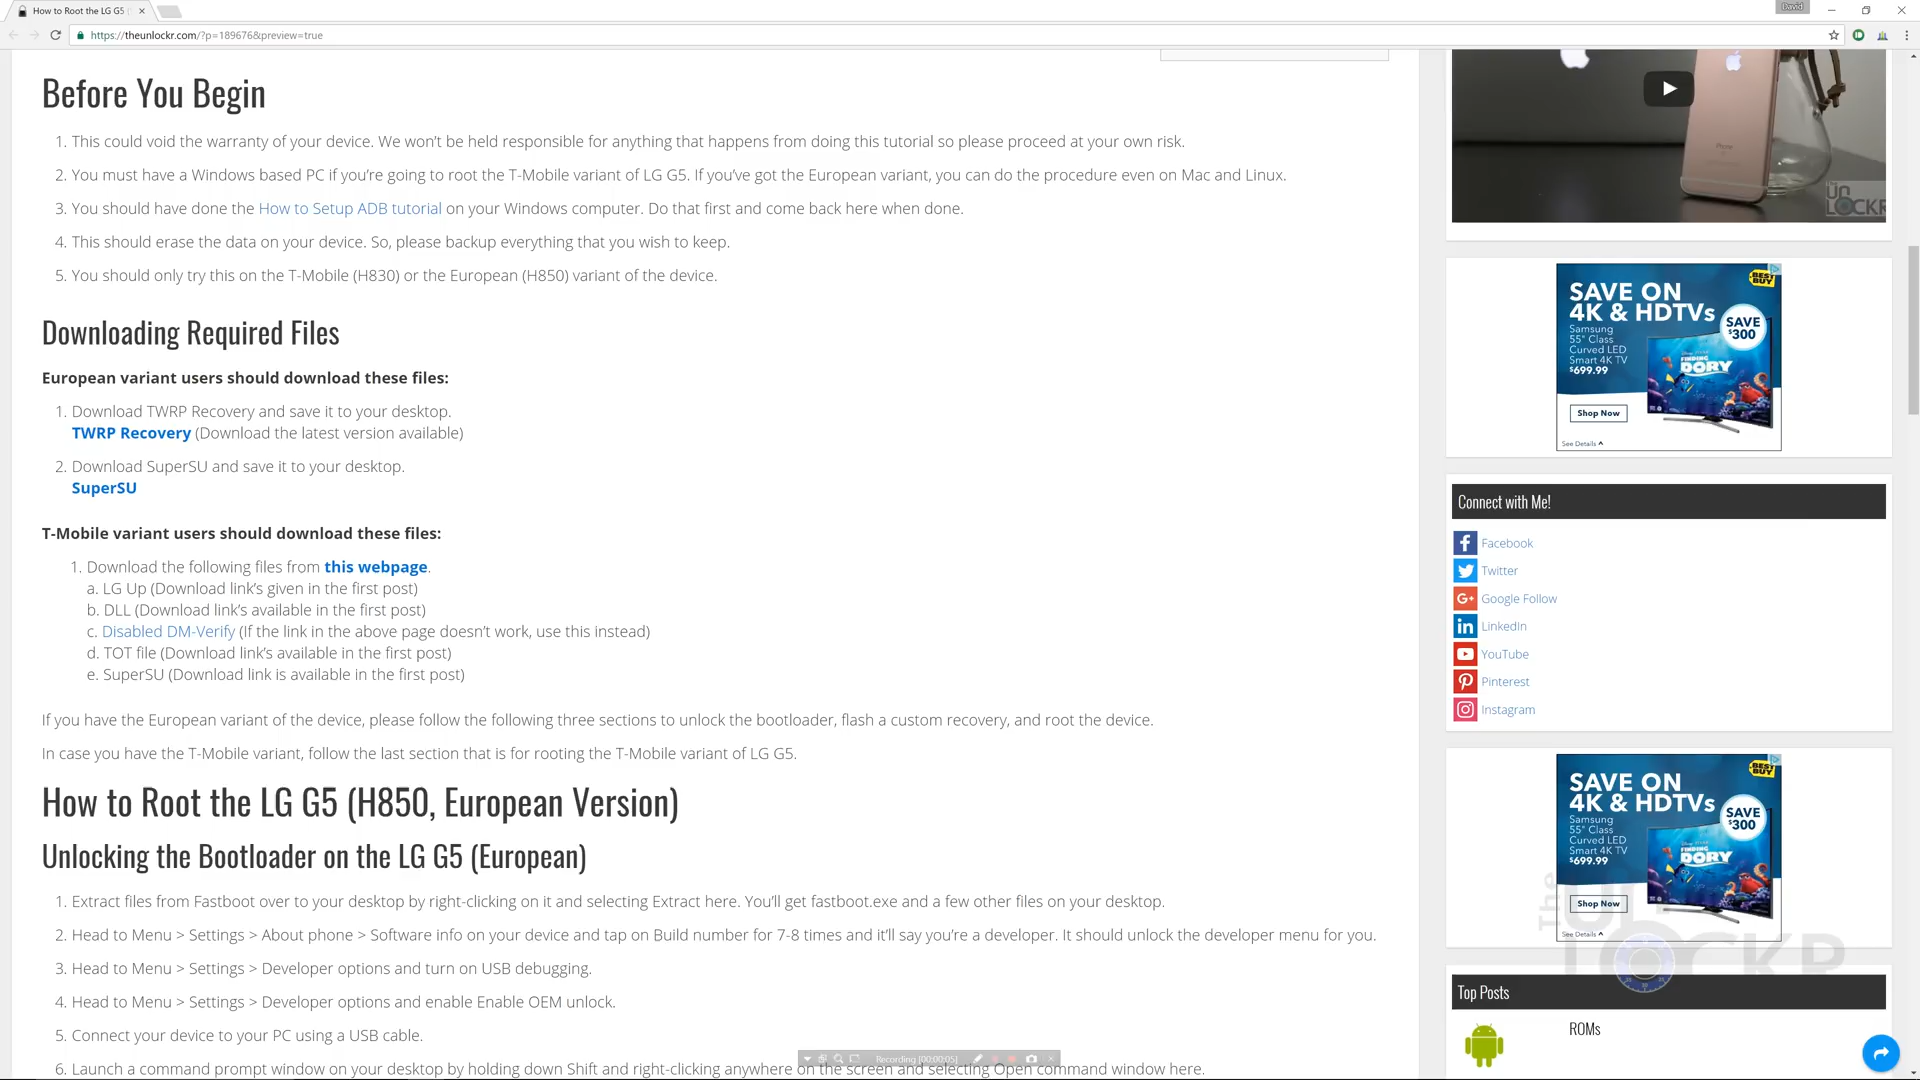 How to Root the LG G5
David
https://theunlockr.com/?p=189676&preview=true
Before You Begin
1. This could void the warranty of your device. We won't be held responsible for anything that happens from doing this tutorial so please proceed at your own risk.
2. You must have a Windows based PC if you're going to root the T-Mobile variant of LG G5. If you've got the European variant, you can do the procedure even on Mac and Linux.
3. You should have done the How to Setup ADB tutorial on your Windows computer. Do that first and come back here when done.
4. This should erase the data on your device. So, please backup everything that you wish to keep.
5. You should only try this on the T-Mobile (H830) or the European (H850) variant of the device.
Downloading Required Files
European variant users should download these files:
1. Download TWRP Recovery and save it to your desktop.
TWRP Recovery (Download the latest version available)
2. Download SuperSU and save it to your desktop.
SuperSU
T-Mobile variant users should download these files:
1. Download the following files from this webpage.
a. LG Up (Download link's given in the first post)
b. DLL (Download link's available in the first post)
c. Disabled DM-Verify (If the link in the above page doesn't work, use this instead)
d. TOT file (Download link's available in the first post)
e. SuperSU (Download link is available in the first post)
If you have the European variant of the device, please follow the following three sections to unlock the bootloader, flash a custom recovery, and root the device.
In case you have the T-Mobile variant, follow the last section that is for rooting the T-Mobile variant of LG G5.
How to Root the LG G5 (H850, European Version)
Unlocking the Bootloader on the LG G5 (European)
1. Extract files from Fastboot over to your desktop by right-clicking on it and selecting Extract here. You'll get fastboot.exe and a few other files on your desktop.
2. Head to Menu > Settings > About phone > Software info on your device and tap on Build number for 7-8 times and it'll say you're a developer. It should unlock the developer menu for you.
3. Head to Menu > Settings > Developer options and turn on USB debugging.
4. Head to Menu > Settings > Developer options and enable Enable OEM unlock.
5. Connect your device to your PC using a USB cable.
6. Launch a command prompt window on your desktop by holding down Shift and right-clicking anywhere on the screen and selecting Open command window here.
Recording [00:00:05]
iPhone
UN
LOCKR
BEST BUY
SAVE ON
4K & HDTVs
Samsung
55" Class
Curved LED
Smart 4K TV
$699.99
SAVE
$300
FINDING
DORY
Shop Now
See Details
Connect with Me!
Facebook
Twitter
Google Follow
LinkedIn
YouTube
Pinterest
Instagram
BEST BUY
SAVE ON
4K & HDTVs
Samsung
55" Class
Curved LED
Smart 4K TV
$699.99
SAVE
$300
FINDING
DORY
Shop Now
See Details
The
UN
LOCKR
Top Posts
ROMs